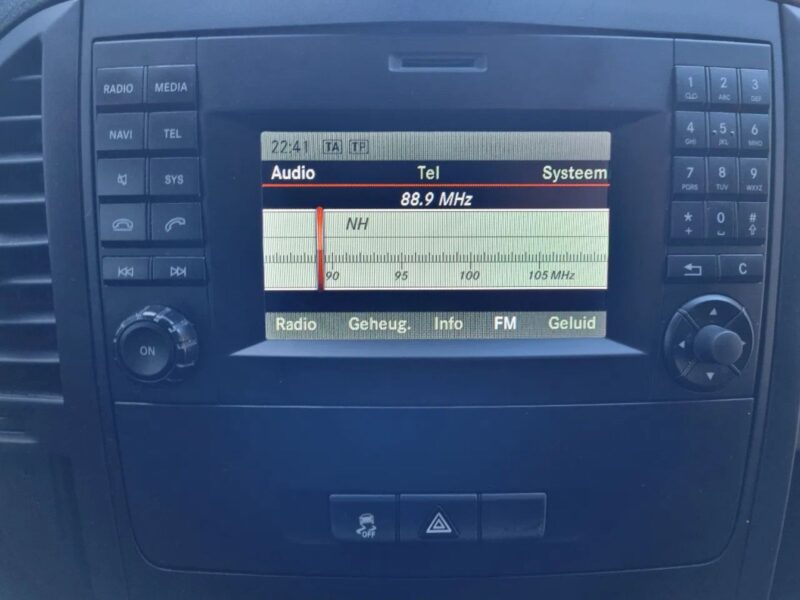 RADIO MEDIA
NAVI TEL
SYS
ON
22:41 TA TP
Audio Tel Systeem
88.9 MHz
NH
90 95 100 105 MHz
Radio Geheug. Info FM Geluid
1 2 ABC 3 DEF
4 GHI 5 JKL 6 MNO
7 PQRS 8 TUV 9 WXYZ
* + 0 #
C
OFF